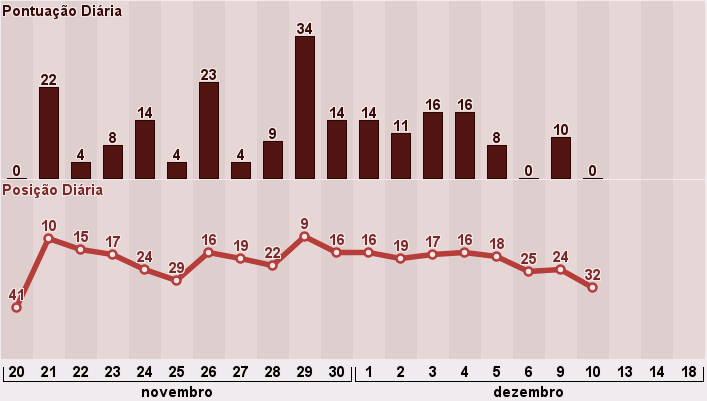 Pontuação Diária
0 22 4 8 14 4 23 4 9 34 14 14 11 16 16 8 0 10 0
Posição Diária
41 10 15 17 24 29 16 19 22 9 16 16 19 17 16 18 25 24 32
20 21 22 23 24 25 26 27 28 29 30 1 2 3 4 5 6 9 10 13 14 18
novembro dezembro